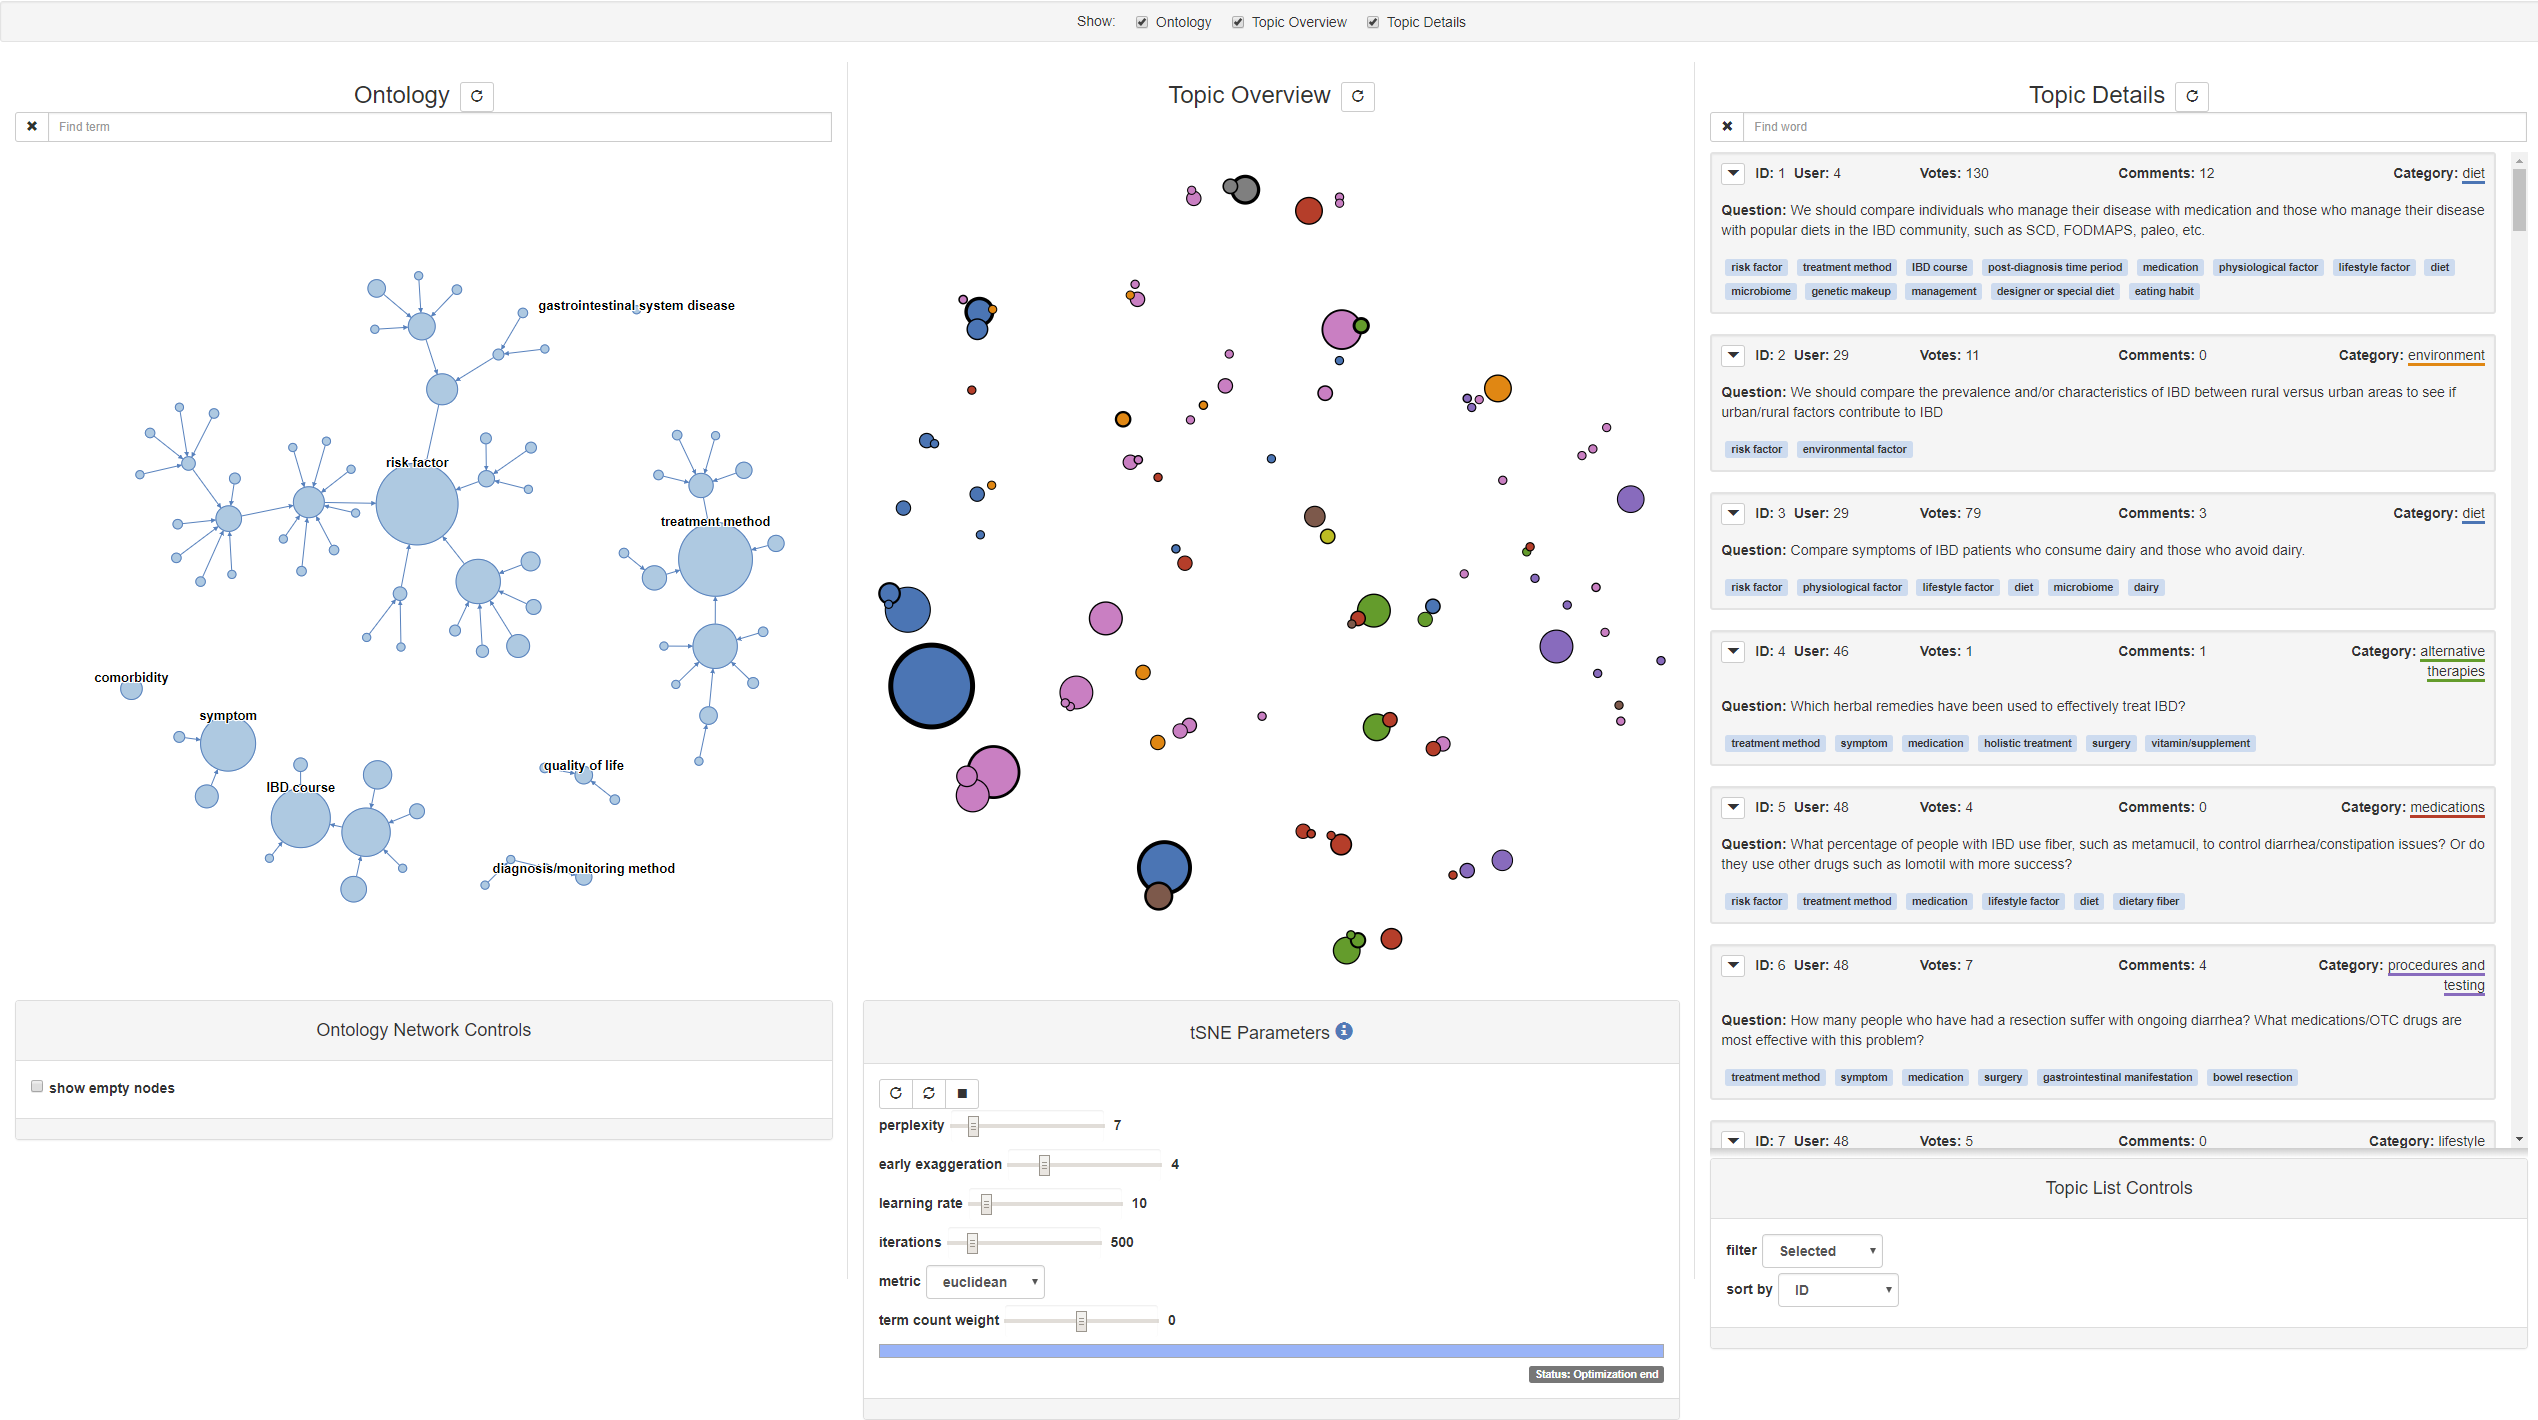 Show: Ontology Topic Overview Topic Details
Ontology
Find term
gastrointestinal system disease
risk factor
treatment method
comorbidity
symptom
quality of life
IBD course
diagnosis/monitoring method
Ontology Network Controls
show empty nodes
Topic Overview
tSNE Parameters
perplexity 7
early exaggeration 4
learning rate 10
iterations 500
metric euclidean
term count weight 0
Status: Optimization end
Topic Details
Find word
ID: 1 User: 4 Votes: 130 Comments: 12 Category: diet
Question: We should compare individuals who manage their disease with medication and those who manage their disease
with popular diets in the IBD community, such as SCD, FODMAPS, paleo, etc.
risk factor treatment method IBD course post-diagnosis time period medication physiological factor lifestyle factor diet
microbiome genetic makeup management designer or special diet eating habit
ID: 2 User: 29 Votes: 11 Comments: 0 Category: environment
Question: We should compare the prevalence and/or characteristics of IBD between rural versus urban areas to see if
urban/rural factors contribute to IBD
risk factor environmental factor
ID: 3 User: 29 Votes: 79 Comments: 3 Category: diet
Question: Compare symptoms of IBD patients who consume dairy and those who avoid dairy.
risk factor physiological factor lifestyle factor diet microbiome dairy
ID: 4 User: 46 Votes: 1 Comments: 1 Category: alternative
therapies
Question: Which herbal remedies have been used to effectively treat IBD?
treatment method symptom medication holistic treatment surgery vitamin/supplement
ID: 5 User: 48 Votes: 4 Comments: 0 Category: medications
Question: What percentage of people with IBD use fiber, such as metamucil, to control diarrhea/constipation issues? Or do
they use other drugs such as lomotil with more success?
risk factor treatment method medication lifestyle factor diet dietary fiber
ID: 6 User: 48 Votes: 7 Comments: 4 Category: procedures and
testing
Question: How many people who have had a resection suffer with ongoing diarrhea? What medications/OTC drugs are
most effective with this problem?
treatment method symptom medication surgery gastrointestinal manifestation bowel resection
ID: 7 User: 48 Votes: 5 Comments: 0 Category: lifestyle
Topic List Controls
filter Selected
sort by ID